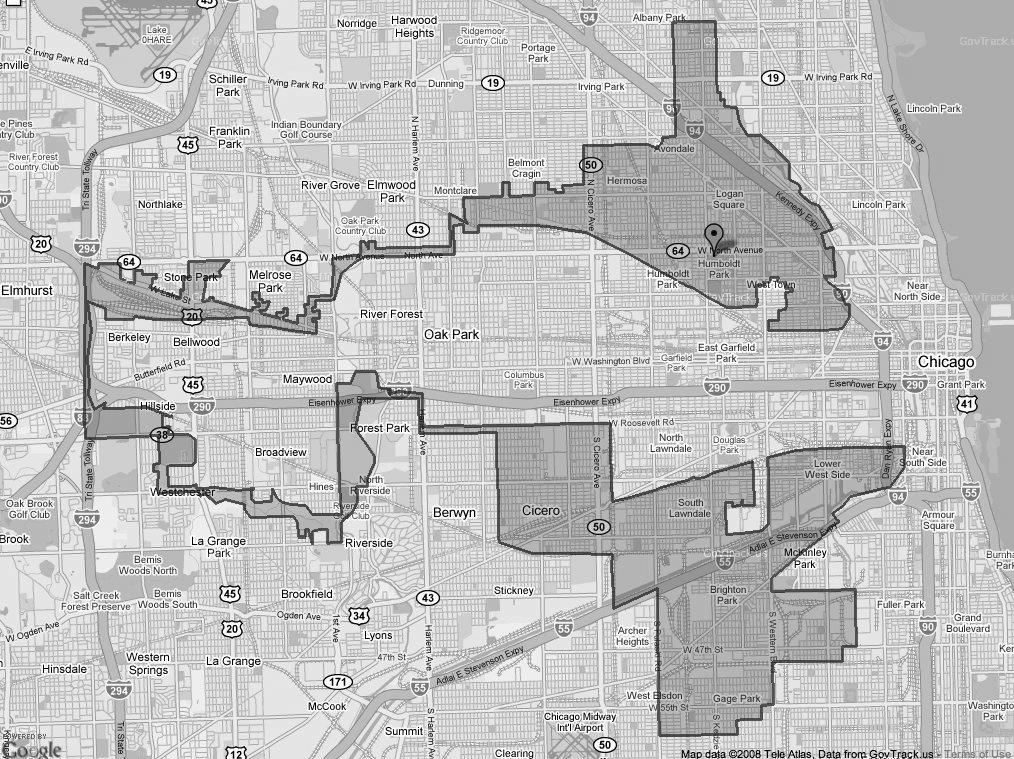 Lake
OHARE
Norridge
Harwood
Heights
Ridgemoor
Country Club
Albany Park
94
43
GovTrack.us
Portage
Park
E Irving Park Rd
19
Schiller
Park
Irving Park Rd
W Irving Park Rd
Dunning
19
Irving Park
19
W Irving Park Rd
Lincoln Park
N Lake Shore Dr
Pines
Country Club
River Forest
Country Club
Franklin
Park
45
Indian Boundary
Golf Course
N Harlem Ave
94
Avondale
Tri State Tollway
Belmont
Cragin
50
Hermosa
N Cicero Ave
Logan
Square
Kennedy Expy
Lincoln Park
River Grove
Elmwood
Park
Montclare
Northlake
Oak Park
Country Club
43
20
294
64
Stone Park
64
W North Avenue
North Ave
64
W North Avenue
Humboldt
Park
Humboldt
Park
Elmhurst
Melrose
Park
W Lake St
20
River Forest
West Town
90
Near
North Side
Berkeley
Bellwood
Oak Park
East Garfield
Park
94
Chicago
Butterfield Rd
W Washington Blvd
Garfield
Park
Maywood
Columbus
Park
45
290
290
Eisenhower Expy
290
Grant Park
41
Hillside
290
Eisenhower Expy
Eisenhower Expy
56
38
Forest Park
Harlem Ave
W Roosevelt Rd
North
Lawndale
Douglas
Park
Dan Ryan Expy
Near
South Side
Broadview
S Cicero Ave
Lower
West Side
Tri State Tollway
Westchester
Hines
North
Riverside
Berwyn
Cicero
South
Lawndale
94
55
Oak Brook
Golf Club
294
50
Armour
Square
Brook
La Grange
Park
Riverside
Adlai E Stevenson Expy
McKinley
Park
Bemis
Woods North
55
Salt Creek
Forest Preserve
Bemis
Woods South
45
Brookfield
43
Stickney
Brighton
Park
Fuller Park
Ogden Ave
34
W Ogden Ave
20
Lyons
55
Archer
Heights
90
Grand
Boulevard
1st Ave
Harlem Ave
W 47th St
S Western
Hinsdale
Western
Springs
La Grange
47th St
294
171
55
Adlai E Stevenson Expy
McCook
West Elsdon
W 55th St
Gage Park
Washington
Park
Tri State
S Harlem Ave
Summit
Chicago Midway
Int'l Airport
50
S Kedzie
POWERED BY
Google
12
Clearing
Map data ©2008 Tele Atlas, Data from GovTrack.us - Terms of Use